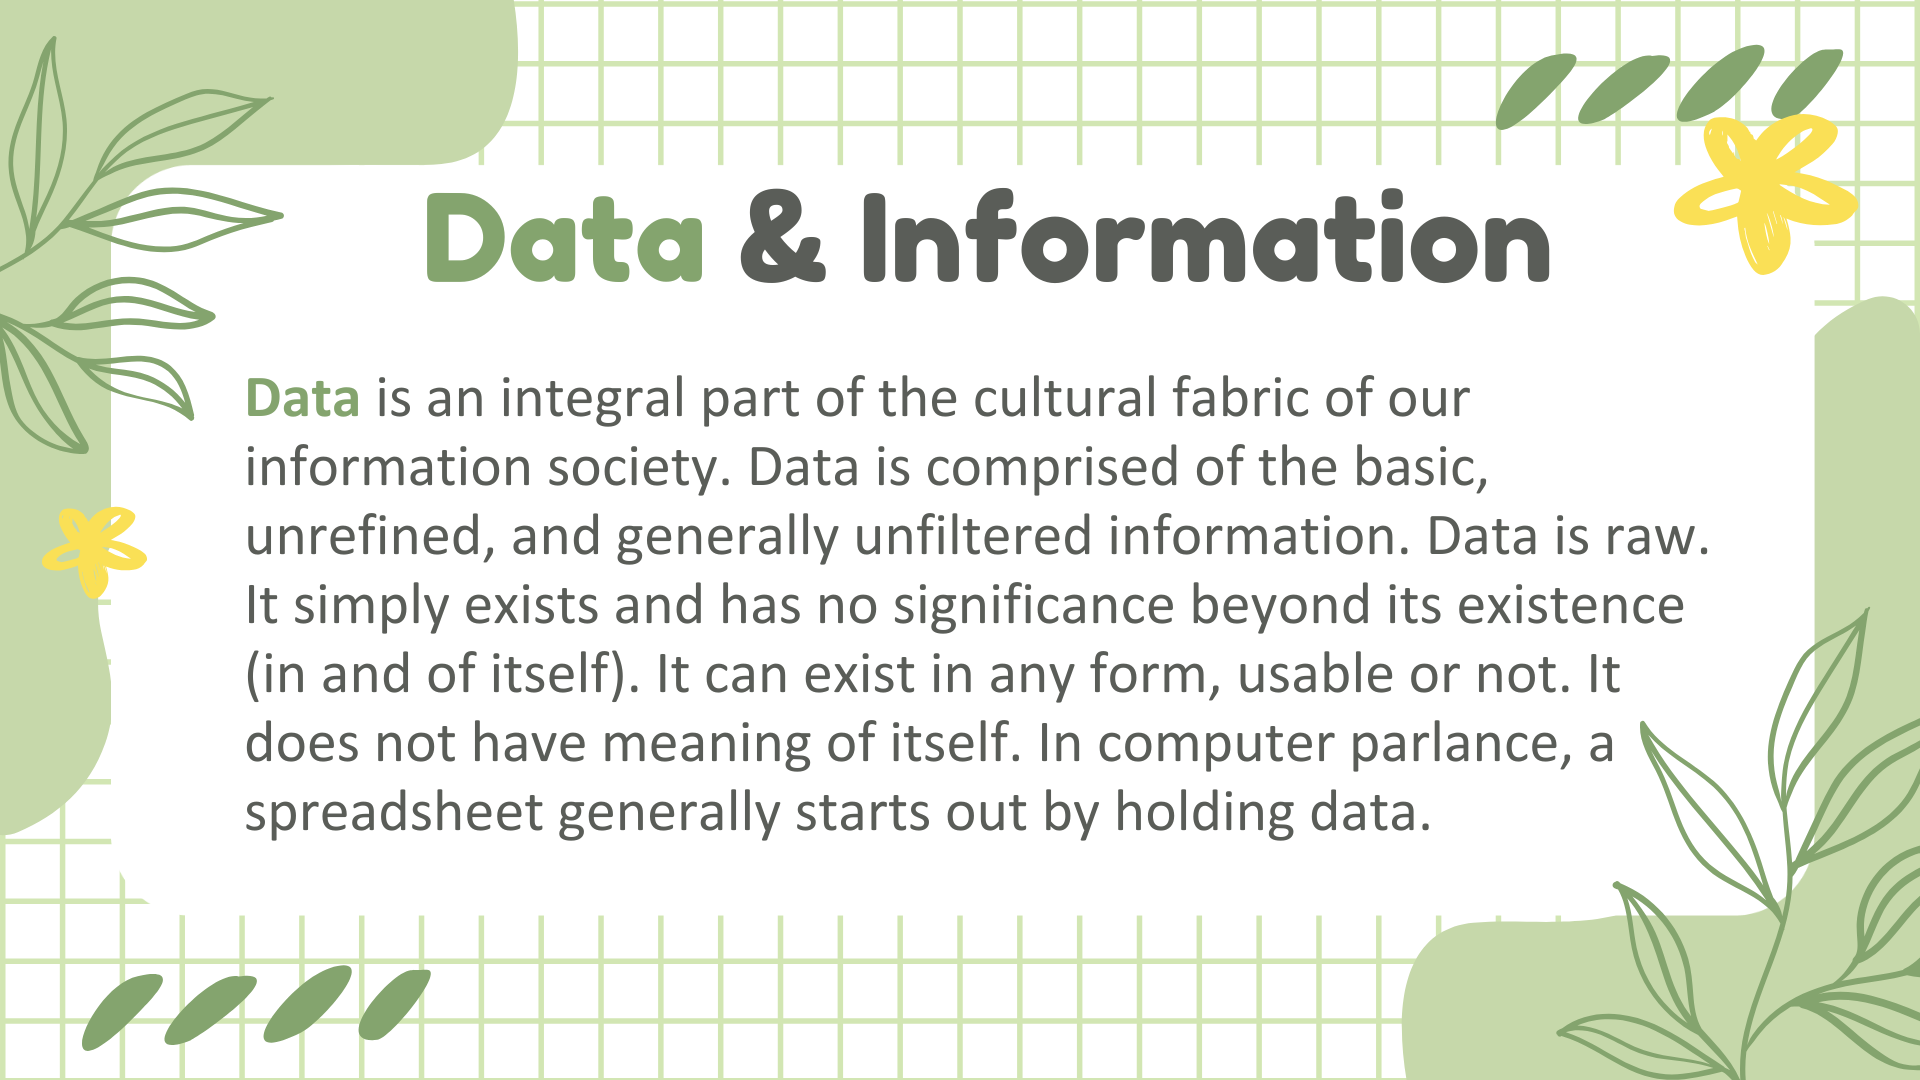 Data & Information
Data is an integral part of the cultural fabric of our
information society. Data is comprised of the basic,
unrefined, and generally unfiltered information. Data is raw.
It simply exists and has no significance beyond its existence
(in and of itself). It can exist in any form, usable or not. It
does not have meaning of itself. In computer parlance, a
spreadsheet generally starts out by holding data.